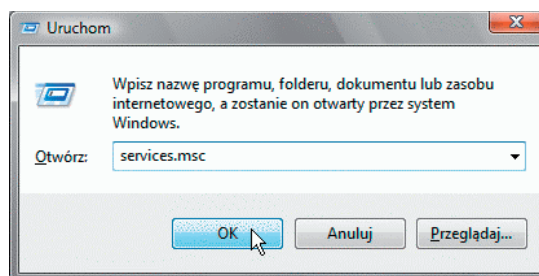 Uruchom
Wpisz nazwę programu, folderu, dokumentu lub zasobu
internetowego, a zostanie on otwarty przez system
Windows.
Otwórz: services.msc
OK Anuluj Przeglądaj...